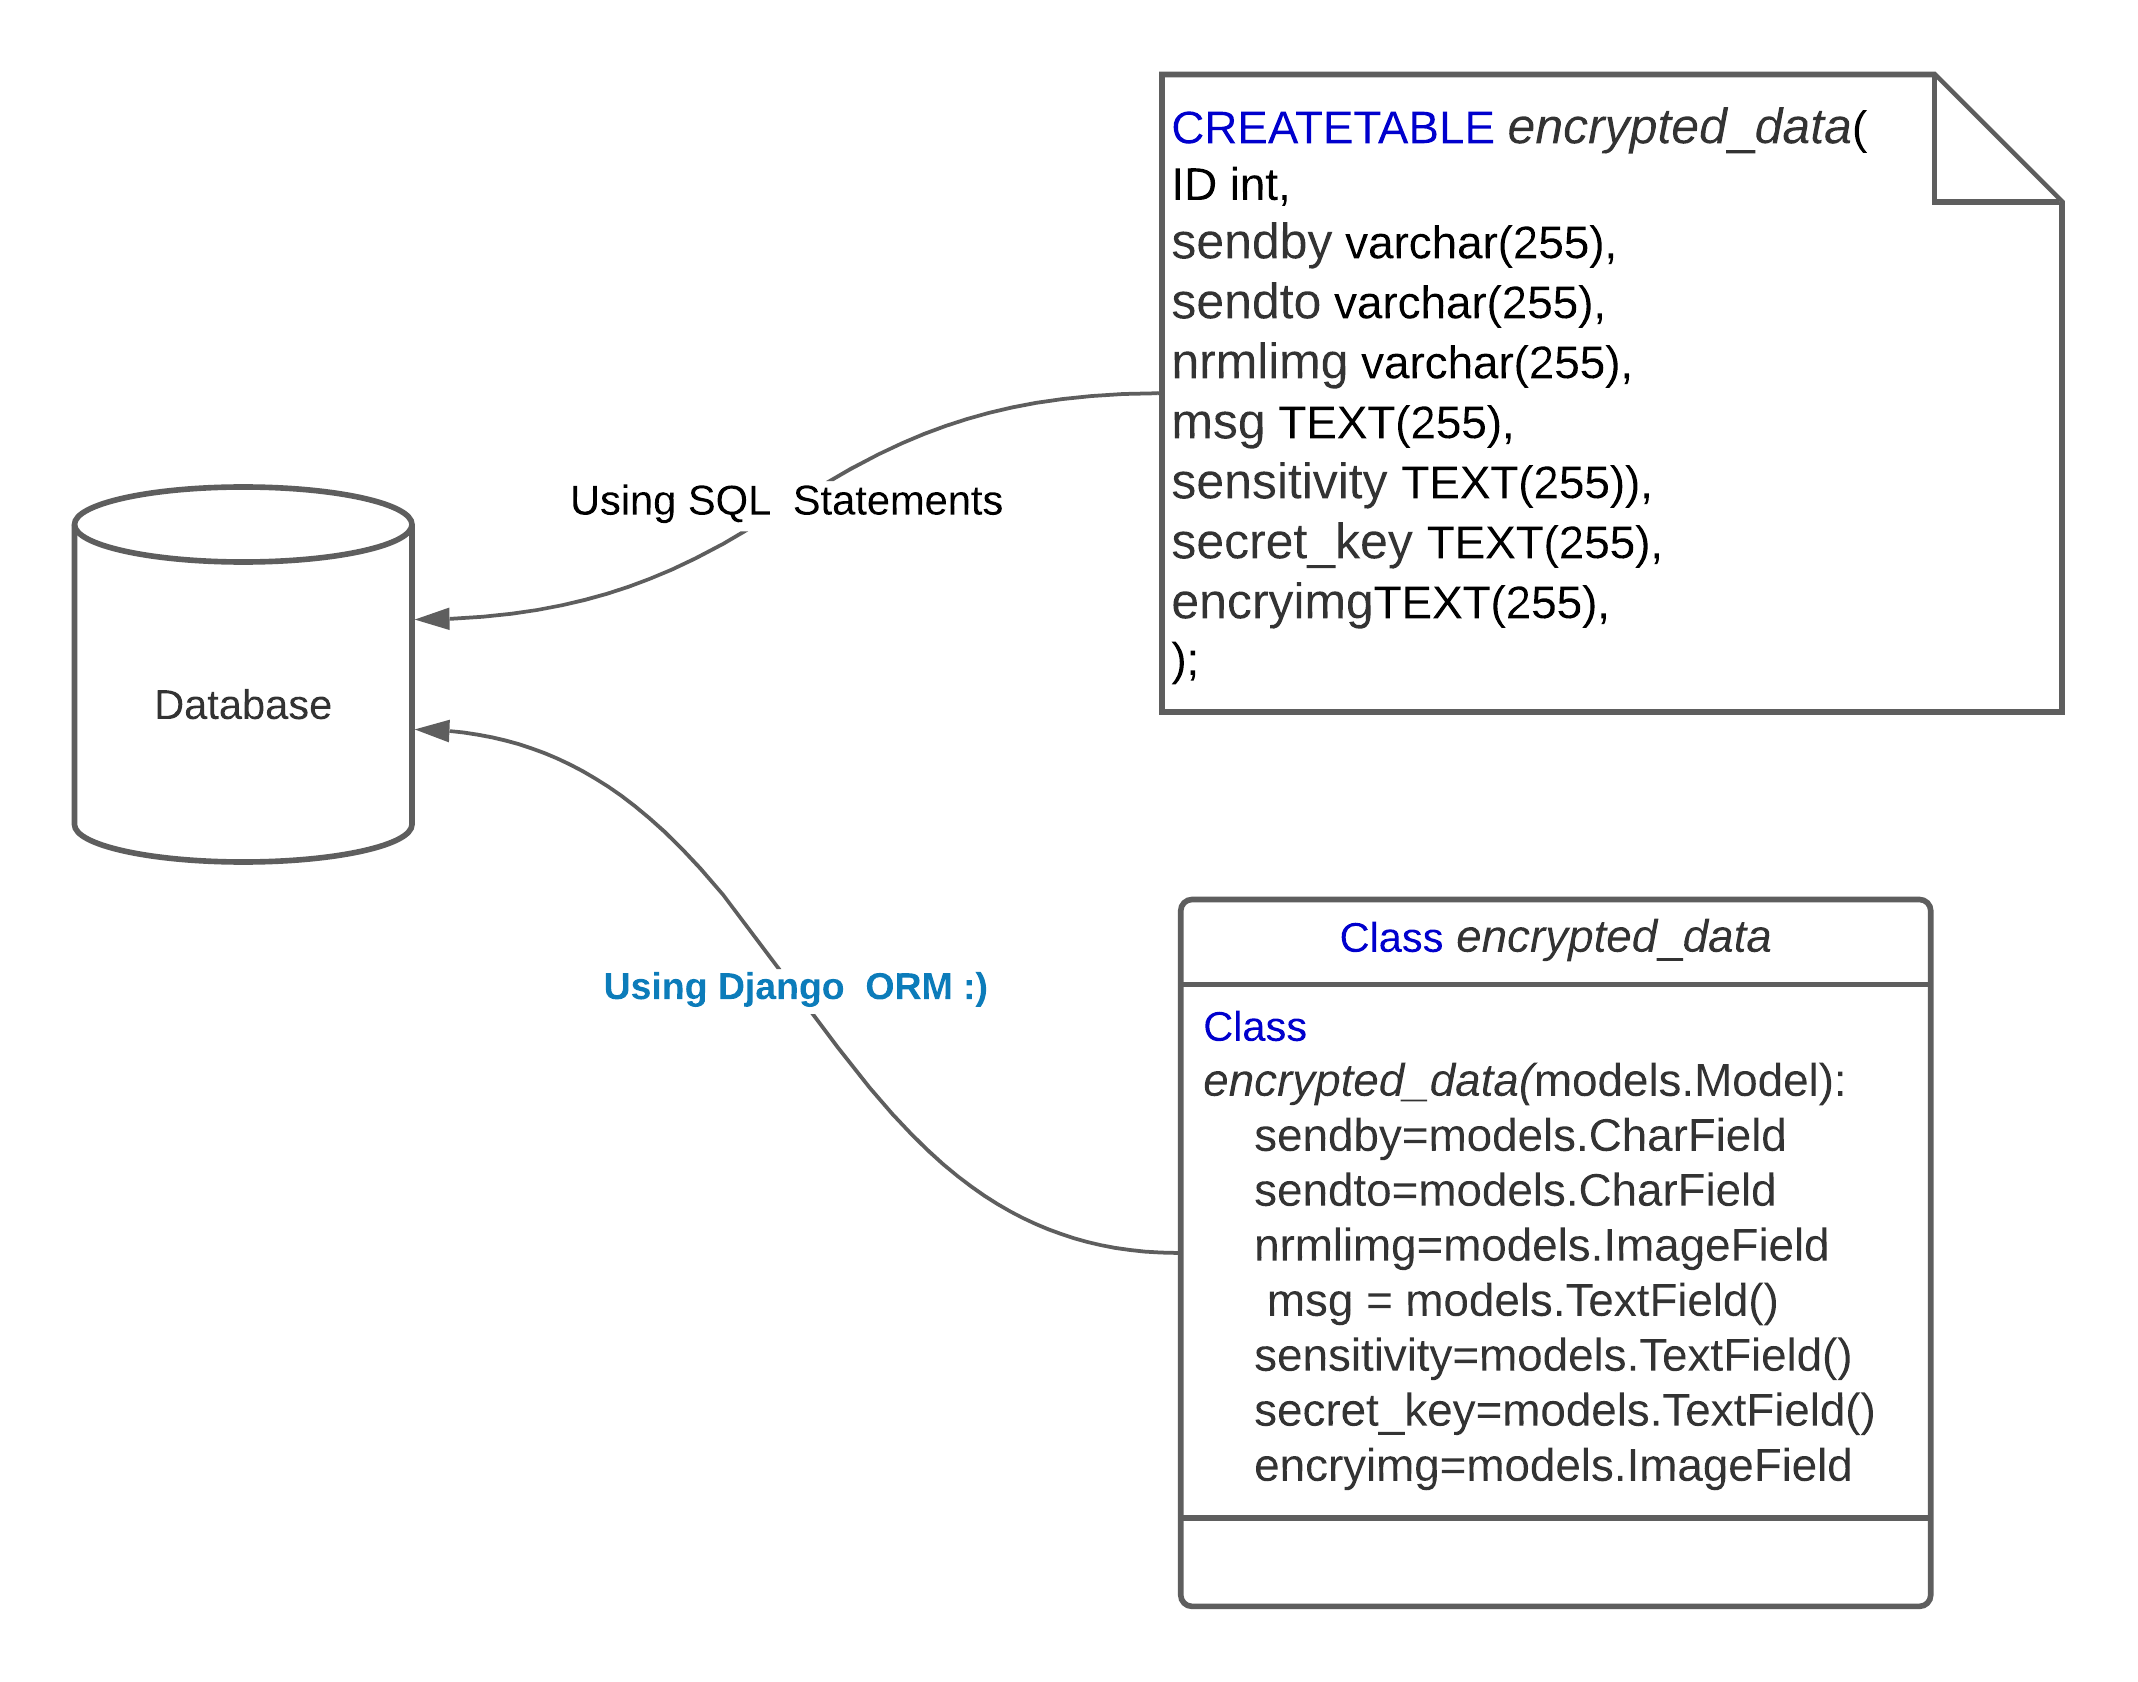 CREATETABLE encrypted_data(
ID int,
sendby varchar(255),
sendto varchar(255),
nrmlimg varchar(255),
msg TEXT(255),
sensitivity TEXT(255)),
secret_key TEXT(255),
encryimgTEXT(255),
);
Using SQL  Statements
Database
Using Django  ORM :)
Class encrypted_data
Class
encrypted_data(models.Model):
sendby=models.CharField
sendto=models.CharField
nrmlimg=models.ImageField
msg = models.TextField()
sensitivity=models.TextField()
secret_key=models.TextField()
encryimg=models.ImageField